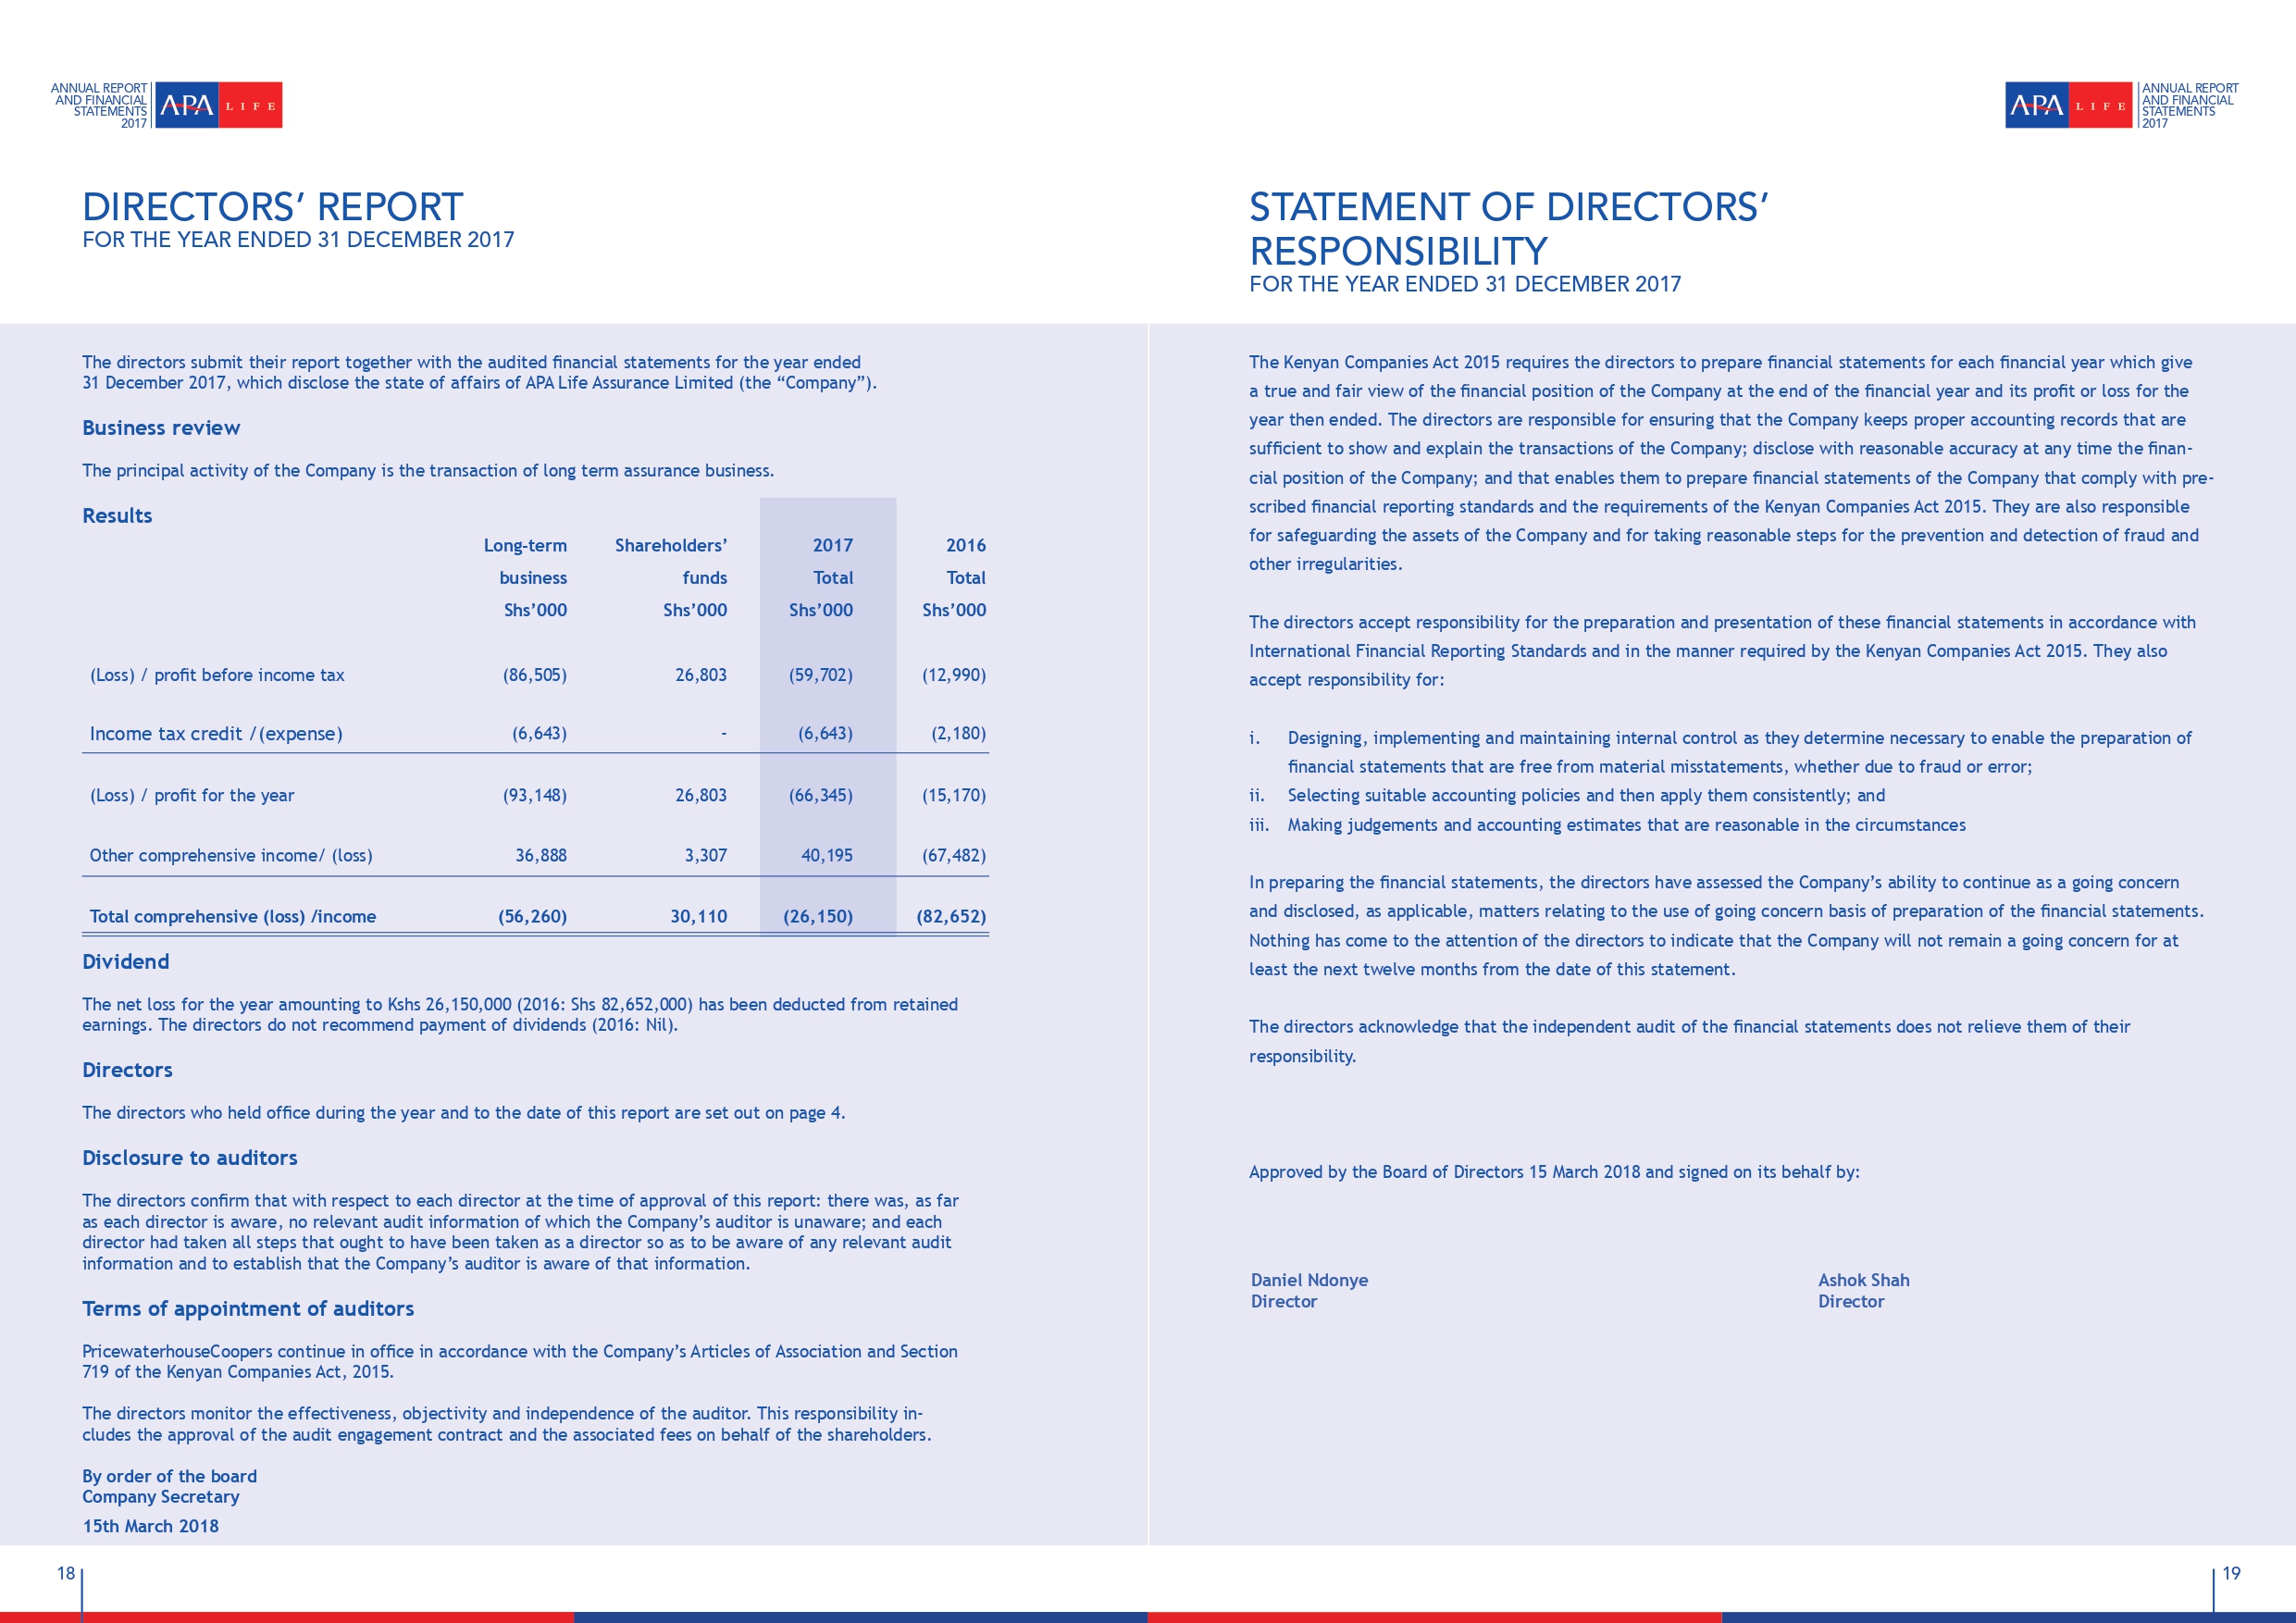 ANNUAL REPORT
AND FINANCIAL
STATEMENTS
2017
APA LIFE
DIRECTORS’ REPORT
FOR THE YEAR ENDED 31 DECEMBER 2017
The directors submit their report together with the audited financial statements for the year ended
31 December 2017, which disclose the state of affairs of APA Life Assurance Limited (the “Company”).
Business review
The principal activity of the Company is the transaction of long term assurance business.
Results
Long-term Shareholders’ 2017 2016
business funds Total Total
Shs’000 Shs’000 Shs’000 Shs’000
(Loss) / profit before income tax (86,505) 26,803 (59,702) (12,990)
Income tax credit /(expense) (6,643) - (6,643) (2,180)
(Loss) / profit for the year (93,148) 26,803 (66,345) (15,170)
Other comprehensive income/ (loss) 36,888 3,307 40,195 (67,482)
Total comprehensive (loss) /income (56,260) 30,110 (26,150) (82,652)
Dividend
The net loss for the year amounting to Kshs 26,150,000 (2016: Shs 82,652,000) has been deducted from retained
earnings. The directors do not recommend payment of dividends (2016: Nil).
Directors
The directors who held office during the year and to the date of this report are set out on page 4.
Disclosure to auditors
The directors confirm that with respect to each director at the time of approval of this report: there was, as far
as each director is aware, no relevant audit information of which the Company’s auditor is unaware; and each
director had taken all steps that ought to have been taken as a director so as to be aware of any relevant audit
information and to establish that the Company’s auditor is aware of that information.
Terms of appointment of auditors
PricewaterhouseCoopers continue in office in accordance with the Company’s Articles of Association and Section
719 of the Kenyan Companies Act, 2015.
The directors monitor the effectiveness, objectivity and independence of the auditor. This responsibility in-
cludes the approval of the audit engagement contract and the associated fees on behalf of the shareholders.
By order of the board
Company Secretary
15th March 2018
18
APA LIFE
ANNUAL REPORT
AND FINANCIAL
STATEMENTS
2017
STATEMENT OF DIRECTORS’
RESPONSIBILITY
FOR THE YEAR ENDED 31 DECEMBER 2017
The Kenyan Companies Act 2015 requires the directors to prepare financial statements for each financial year which give
a true and fair view of the financial position of the Company at the end of the financial year and its profit or loss for the
year then ended. The directors are responsible for ensuring that the Company keeps proper accounting records that are
sufficient to show and explain the transactions of the Company; disclose with reasonable accuracy at any time the finan-
cial position of the Company; and that enables them to prepare financial statements of the Company that comply with pre-
scribed financial reporting standards and the requirements of the Kenyan Companies Act 2015. They are also responsible
for safeguarding the assets of the Company and for taking reasonable steps for the prevention and detection of fraud and
other irregularities.
The directors accept responsibility for the preparation and presentation of these financial statements in accordance with
International Financial Reporting Standards and in the manner required by the Kenyan Companies Act 2015. They also
accept responsibility for:
i. Designing, implementing and maintaining internal control as they determine necessary to enable the preparation of
financial statements that are free from material misstatements, whether due to fraud or error;
ii. Selecting suitable accounting policies and then apply them consistently; and
iii. Making judgements and accounting estimates that are reasonable in the circumstances
In preparing the financial statements, the directors have assessed the Company’s ability to continue as a going concern
and disclosed, as applicable, matters relating to the use of going concern basis of preparation of the financial statements.
Nothing has come to the attention of the directors to indicate that the Company will not remain a going concern for at
least the next twelve months from the date of this statement.
The directors acknowledge that the independent audit of the financial statements does not relieve them of their
responsibility.
Approved by the Board of Directors 15 March 2018 and signed on its behalf by:
Daniel Ndonye Ashok Shah
Director Director
19